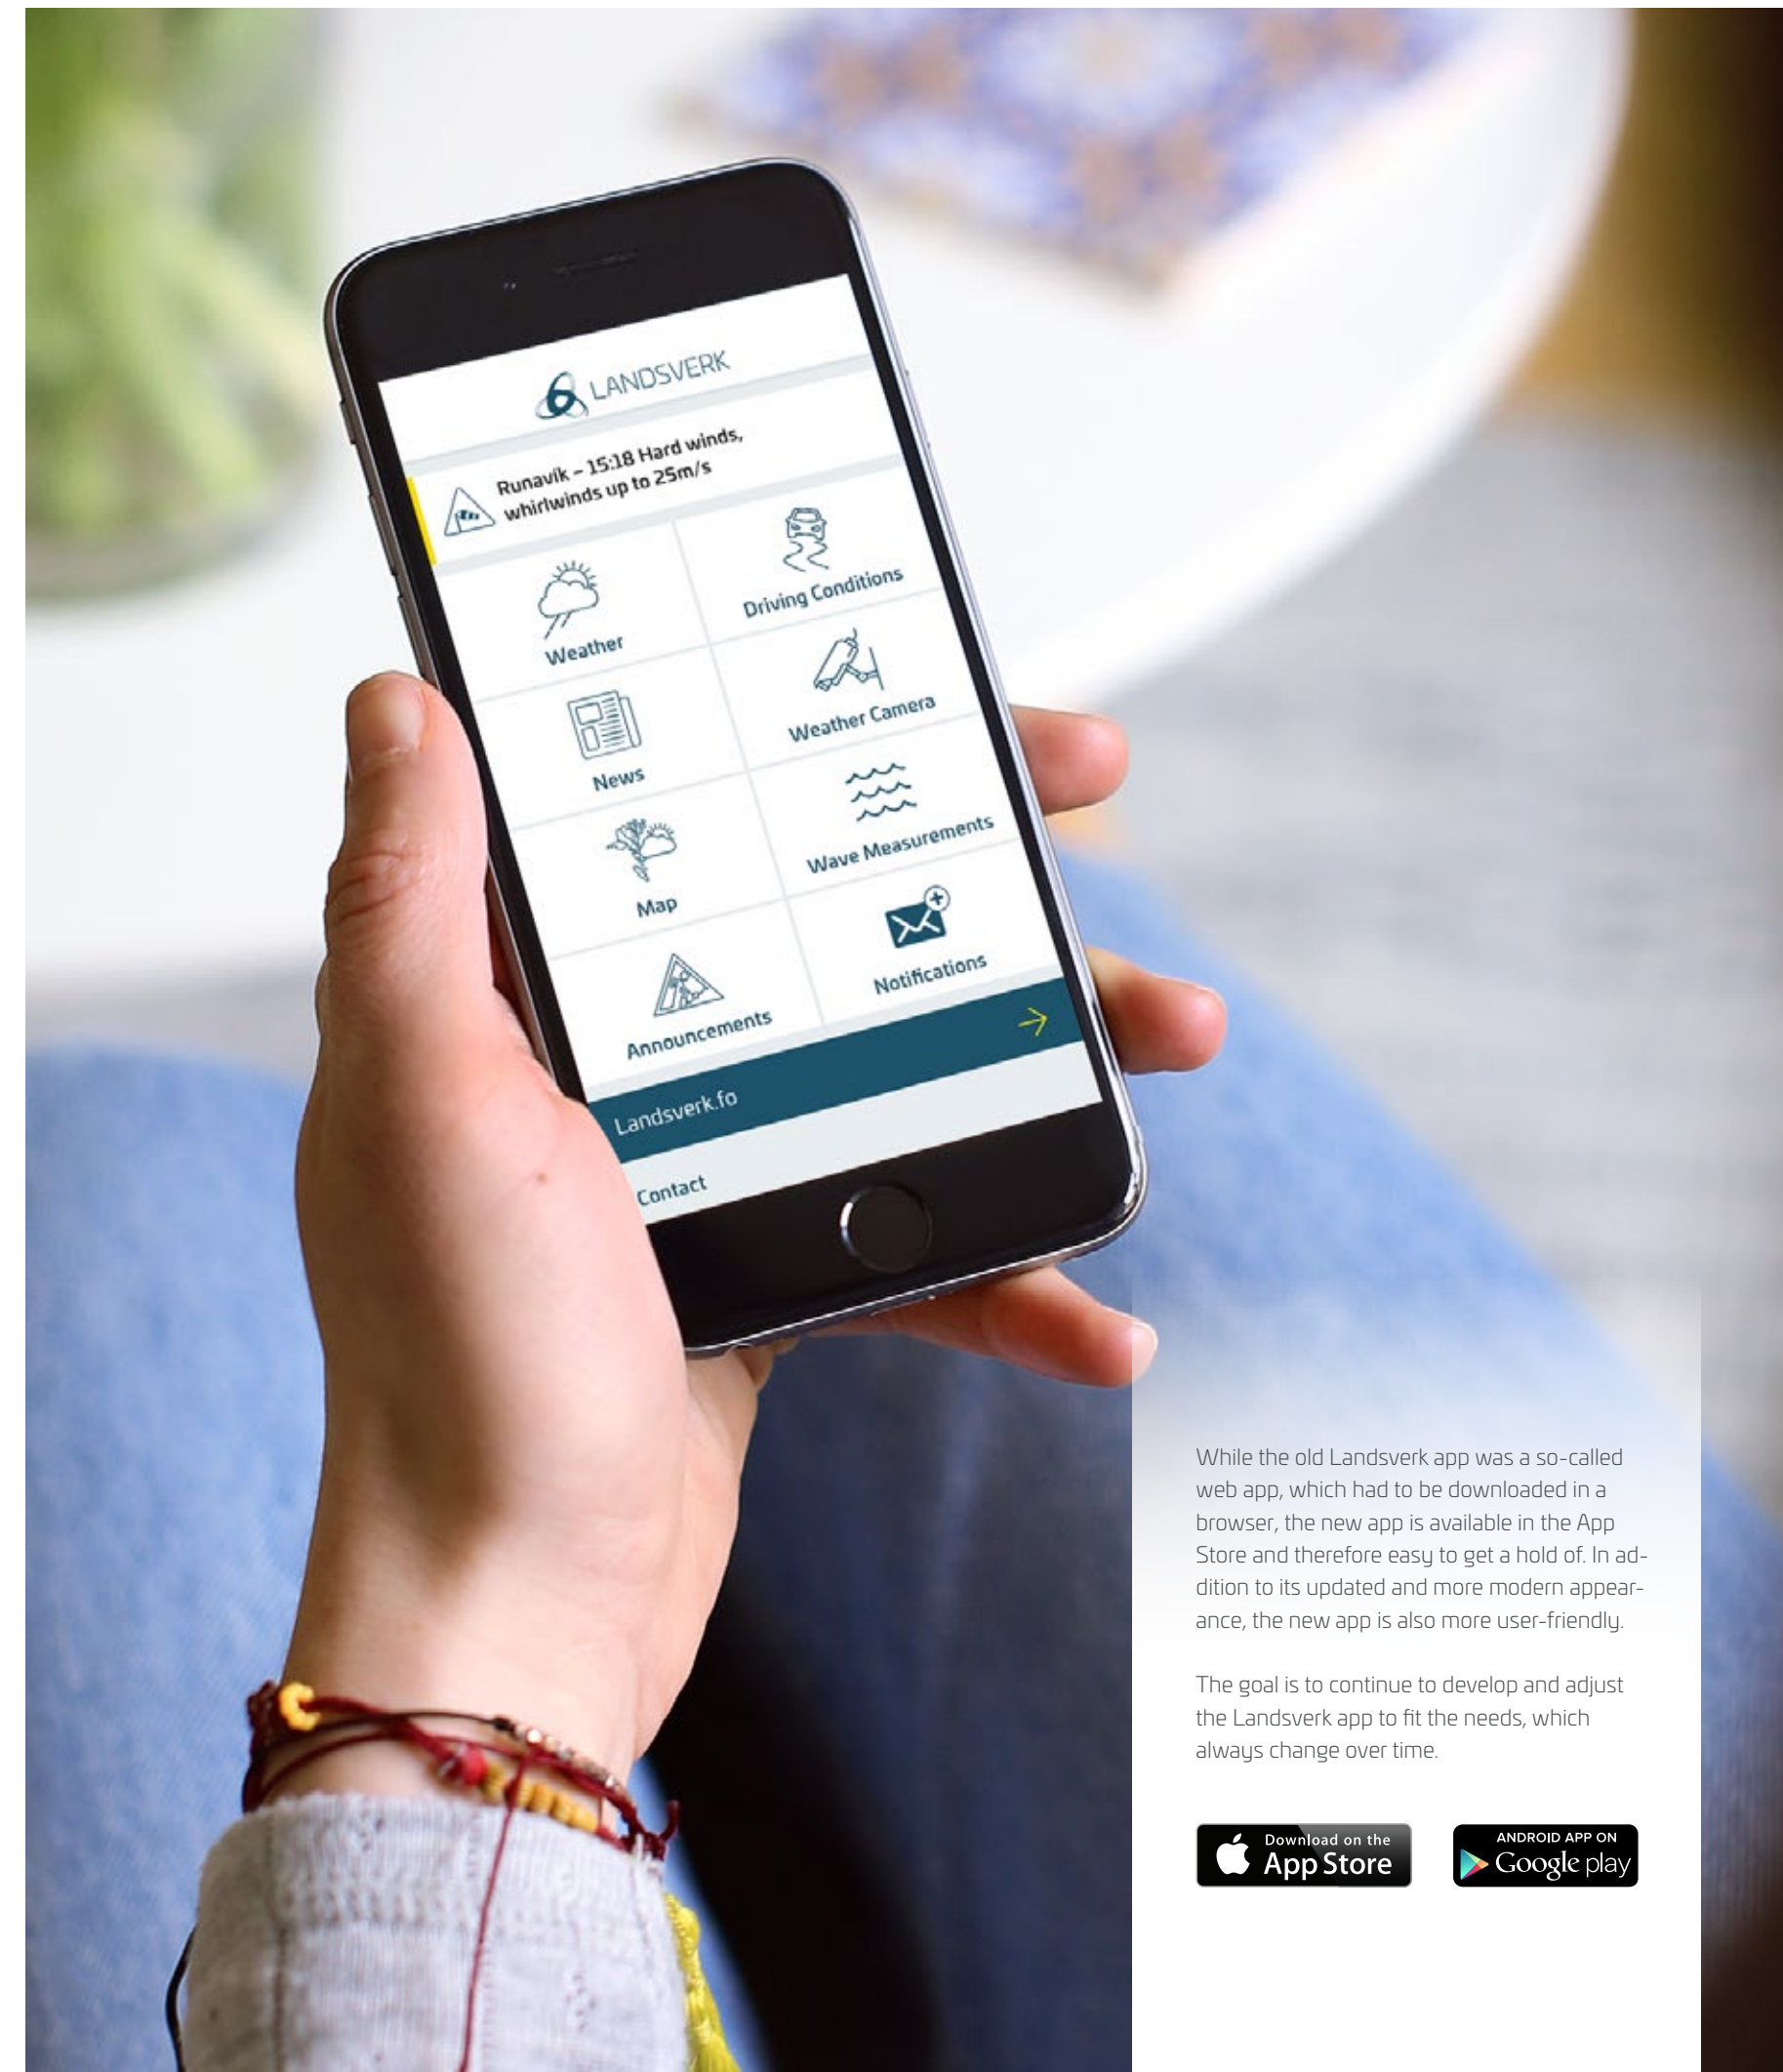 LANDSVERK
Runavík – 15:18 Hard winds,
whirlwinds up to 25m/s
Weather
Driving Conditions
News
Weather Camera
Map
Wave Measurements
Announcements
Notifications
Landsverk.fo
Contact
While the old Landsverk app was a so-called
web app, which had to be downloaded in a
browser, the new app is available in the App
Store and therefore easy to get a hold of. In ad-
dition to its updated and more modern appear-
ance, the new app is also more user-friendly.
The goal is to continue to develop and adjust
the Landsverk app to fit the needs, which
always change over time.
Download on the
App Store
ANDROID APP ON
Google play